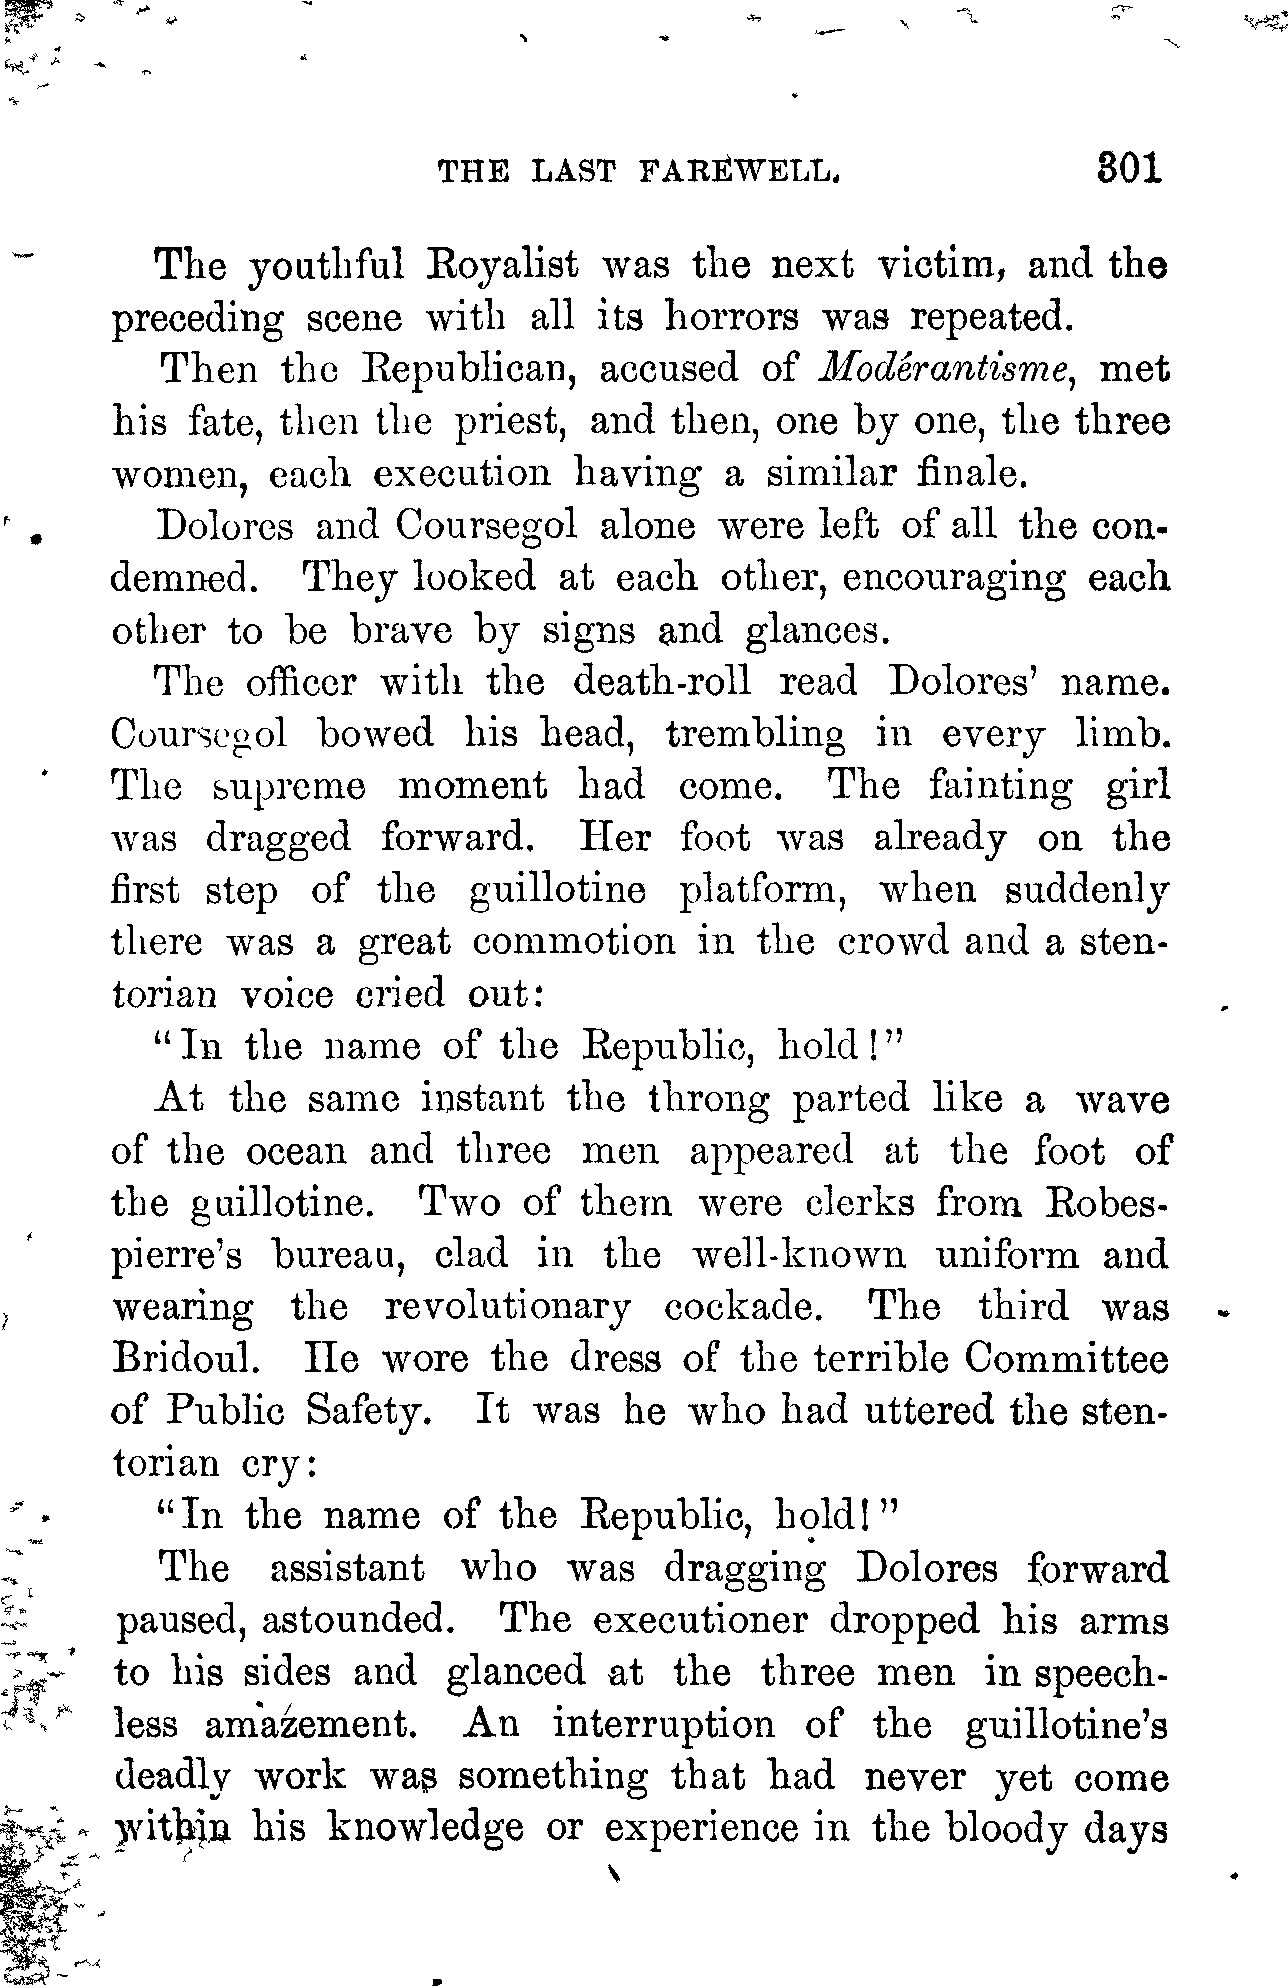 THE LAST FAREWELL. 301
The youthful Royalist was the next victim, and the
preceding scene with all its horrors was repeated.
Then the Republican, accused of Modérantisme, met
his fate, then the priest, and then, one by one, the three
women, each execution having a similar finale.
Dolores and Coursegol alone were left of all the con-
demned. They looked at each other, encouraging each
other to be brave by signs and glances.
The officer with the death-roll read Dolores' name.
Coursegol bowed his head, trembling in every limb.
The supreme moment had come. The fainting girl
was dragged forward. Her foot was already on the
first step of the guillotine platform, when suddenly
there was a great commotion in the crowd and a sten-
torian voice cried out:
"In the name of the Republic, hold!"
At the same instant the throng parted like a wave
of the ocean and three men appeared at the foot of
the guillotine. Two of them were clerks from Robes-
pierre's bureau, clad in the well-known uniform and
wearing the revolutionary cockade. The third was
Bridoul. He wore the dress of the terrible Committee
of Public Safety. It was he who had uttered the sten-
torian cry:
"In the name of the Republic, hold!"
The assistant who was dragging Dolores forward
paused, astounded. The executioner dropped his arms
to his sides and glanced at the three men in speech-
less amazement. An interruption of the guillotine's
deadly work was something that had never yet come
within his knowledge or experience in the bloody days